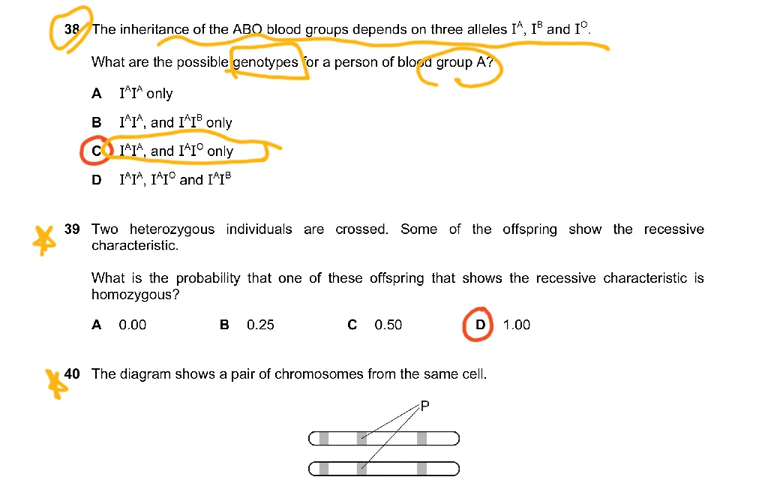 38 The inheritance of the ABO blood groups depends on three alleles Iᴬ, Iᴮ and Iᴼ.
What are the possible genotypes for a person of blood group A?
A IᴬIᴬ only
B IᴬIᴬ, and IᴬIᴮ only
C IᴬIᴬ, and IᴬIᴼ only
D IᴬIᴬ, IᴬIᴼ and IᴬIᴮ
39 Two heterozygous individuals are crossed. Some of the offspring show the recessive
characteristic.
What is the probability that one of these offspring that shows the recessive characteristic is
homozygous?
A 0.00 B 0.25 C 0.50 D 1.00
40 The diagram shows a pair of chromosomes from the same cell.
P